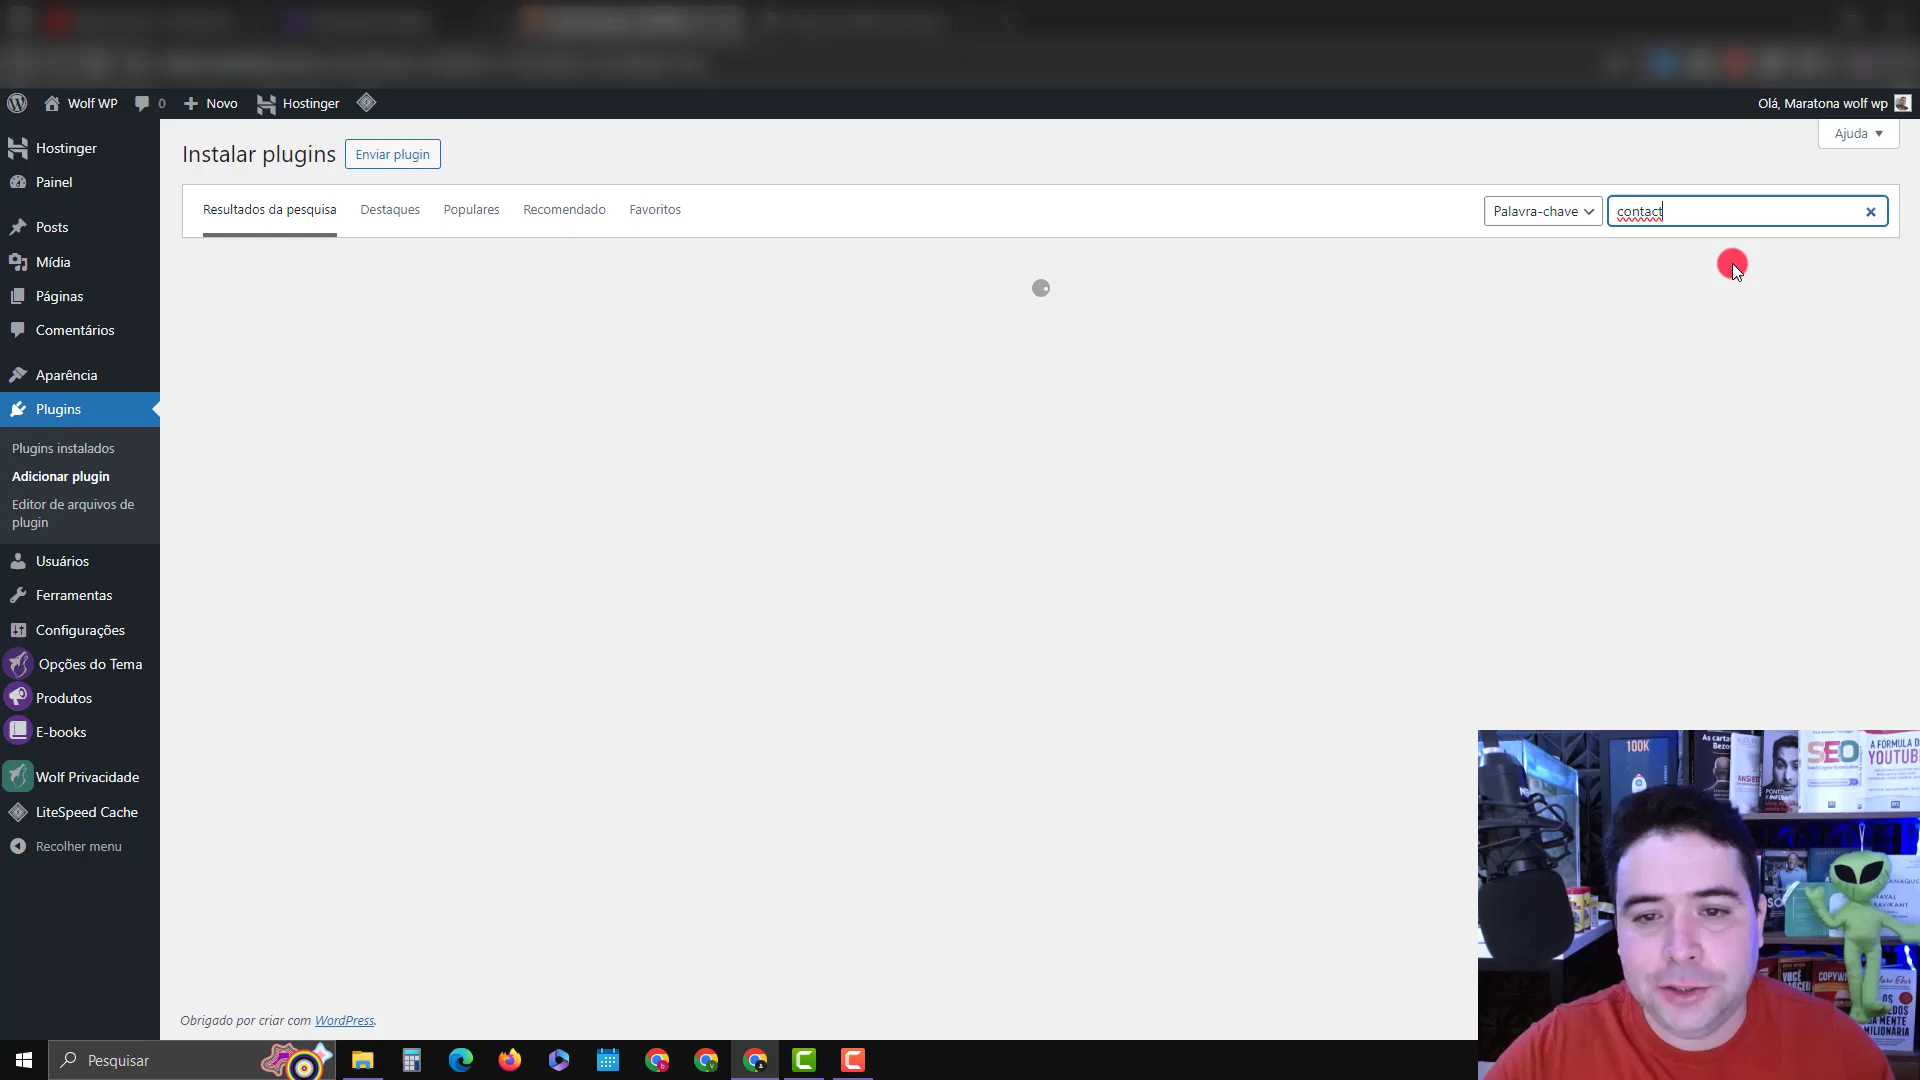 Wolf WP
0
Novo
Hostinger
Olá, Maratona wolf wp
Hostinger
Painel
Posts
Mídia
Páginas
Comentários
Aparência
Plugins
Plugins instalados
Adicionar plugin
Editor de arquivos de
plugin
Usuários
Ferramentas
Configurações
Opções do Tema
Produtos
E-books
Wolf Privacidade
LiteSpeed Cache
Recolher menu
Ajuda
Instalar plugins
Enviar plugin
Resultados da pesquisa
Destaques
Populares
Recomendado
Favoritos
Palavra-chave
contact
Obrigado por criar com WordPress.
100K
As cartas
SEO
A FÓRMULA D
YOUTUB
Pesquisar